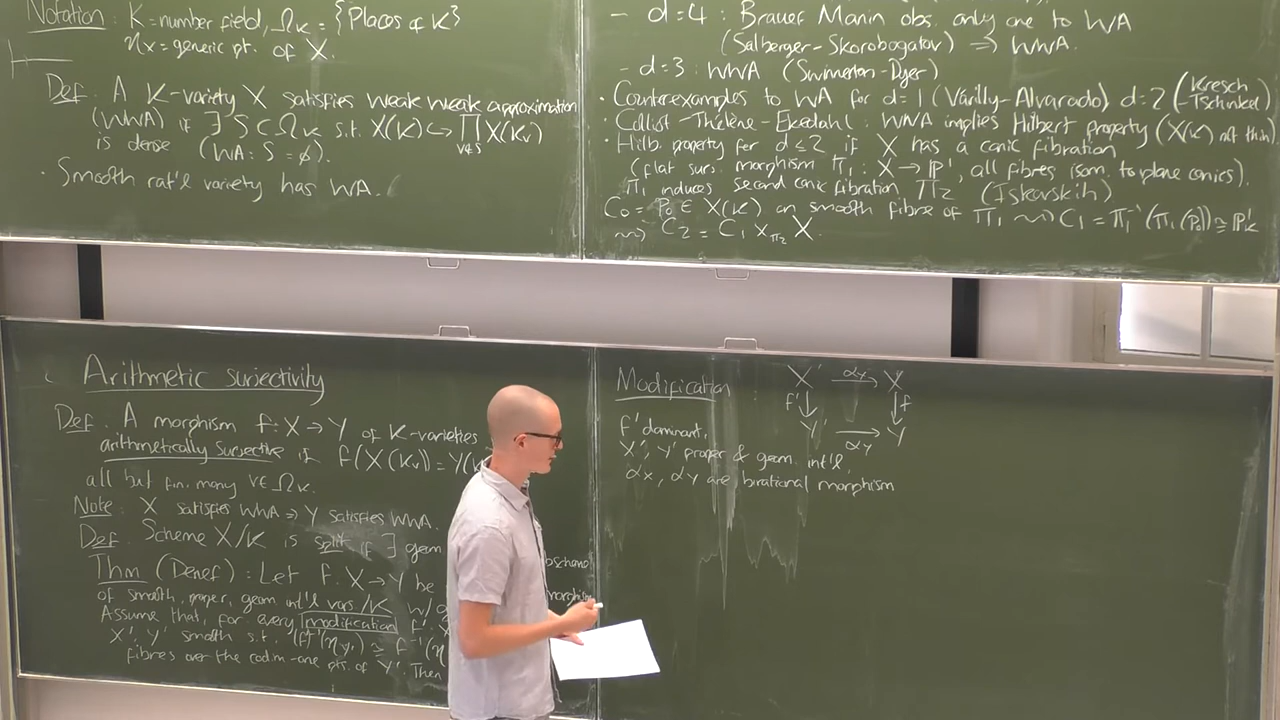 Notation K = number field, Ω_K = {Places of K}
η_X = generic pt. of X.
Def. A K-variety X satisfies weak weak approximation
(WWA) if ∃ S ⊂ Ω_K s.t. X(K) ↪ ∏_{v∉S} X(K_v)
is dense (WA: S = ∅).
· Smooth rat'l variety has WA.
- d=4: Brauer Manin obs. only one to WA
(Salberger-Skorobogatov) ⇒ WWA.
- d=3: WWA (Swinnerton-Dyer)
· Counterexamples to WA for d=1 (Várilly-Alvarado) d=2 (Kresch-Tschinkel)
· Colliot-Thélène-Ekedahl: WWA implies Hilbert property (X(K) not thin)
· Hilb. property for d≤2 if X has a conic fibration
(flat surj. morphism π_1: X → P^1, all fibres isom. to plane conics).
π_1 induces second conic fibration π_2 (Iskovskih)
C_0 = P_0 ∈ X(K) on smooth fibre of π_1 ⇝ C_1 = π_1^{-1}(π_1(P_0)) ≅ P^1_K
⇝ C_2 = C_1 ×_{π_2} X.
Arithmetic surjectivity
Def. A morphism f: X → Y of K-varieties
arithmetically surjective if f(X(K_v)) = Y(K
all but fin. many v ∈ Ω_K.
Note: X satisfies WWA ⇒ Y satisfies WWA.
Def. Scheme X/K is split if ∃ geom
Thm (Denef): Let f: X → Y be
of smooth, proper, geom int'l vars/K w/ g
Assume that, for every modification f':
X', Y' smooth s.t. (f')^{-1}(η_{Y'}) ≅ f^{-1}(η
fibres over the codim-one pts. of Y'. Then
Modification X' →^{α_X} X
f' ↓ ↓ f
f' dominant, Y' →_{α_Y} Y
X', Y' proper & geom. int'l,
α_X, α_Y are birational morphism